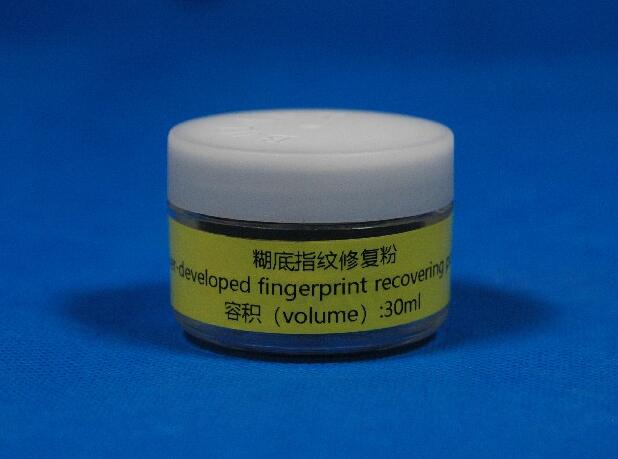 糊底指纹修复粉
-developed fingerprint recovering
容积（volume）:30ml